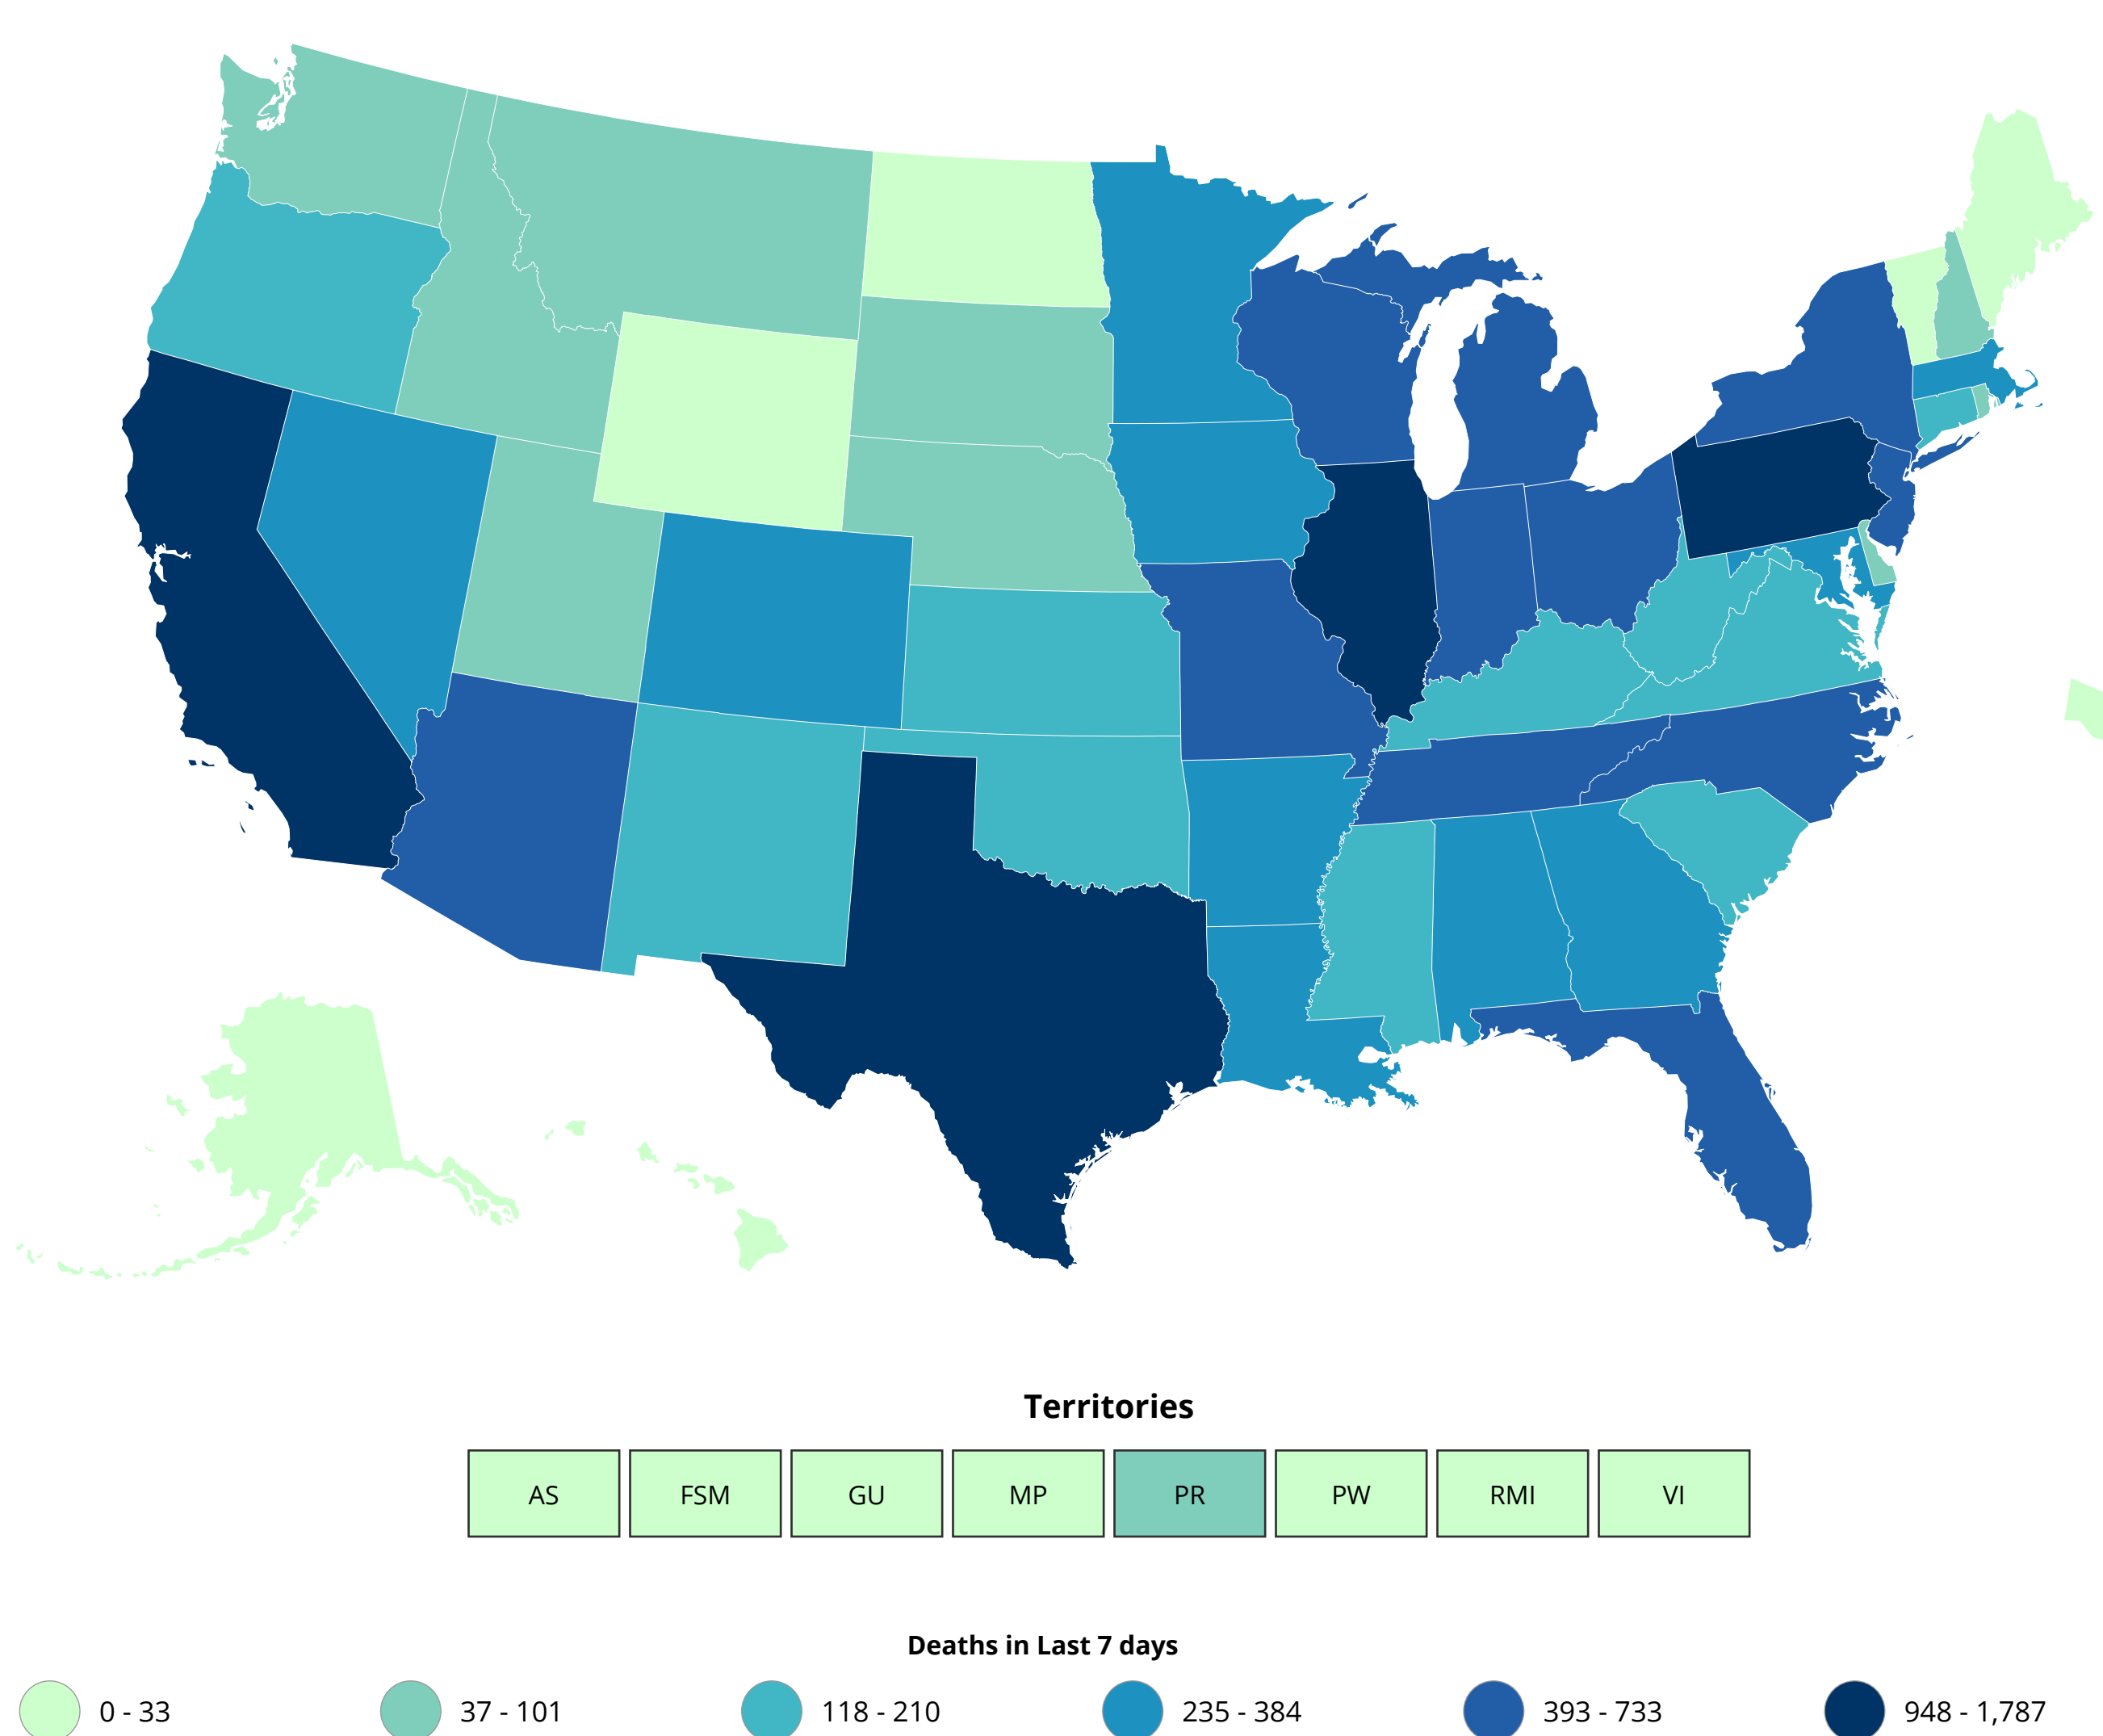 Territories
AS FSM GU MP PR PW RMI VI
Deaths in Last 7 days
0 - 33 37 - 101 118 - 210 235 - 384 393 - 733 948 - 1,787